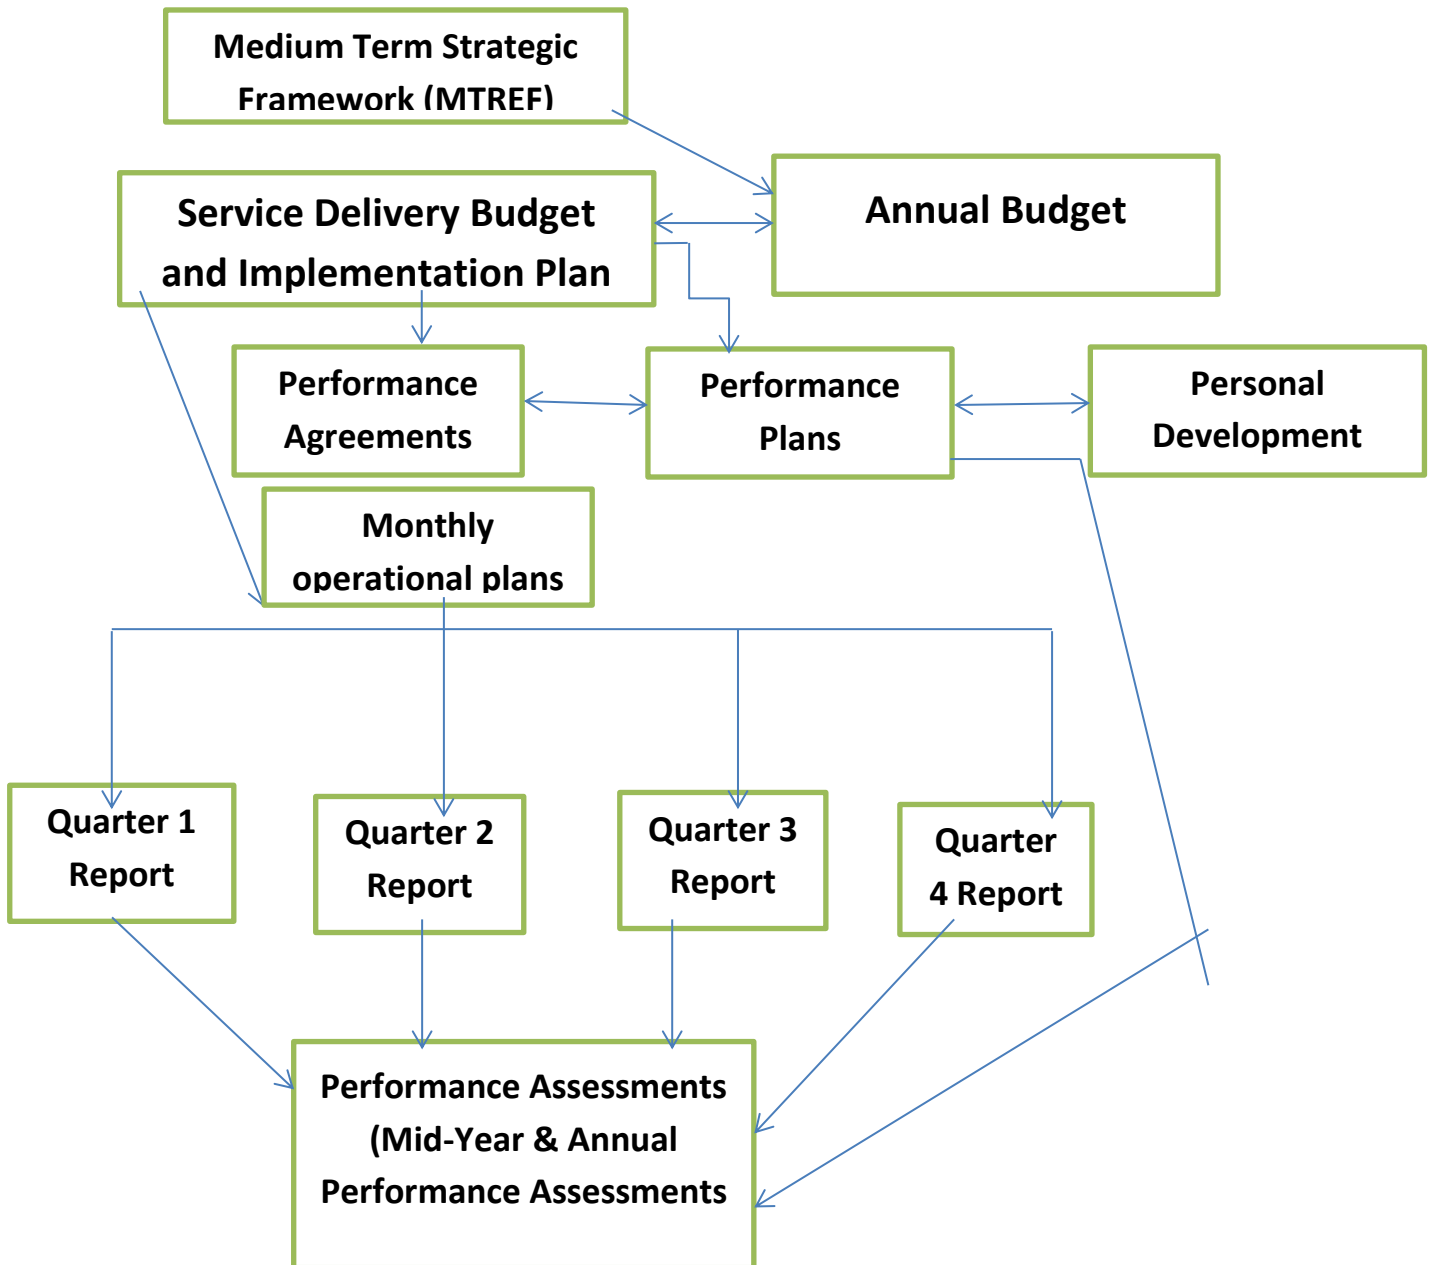 Medium Term Strategic
Framework (MTREF)
Service Delivery Budget
and Implementation Plan
Annual Budget
Performance
Agreements
Performance
Plans
Personal
Development
Monthly
operational plans
Quarter 1
Report
Quarter 2
Report
Quarter 3
Report
Quarter
4 Report
Performance Assessments
(Mid-Year & Annual
Performance Assessments